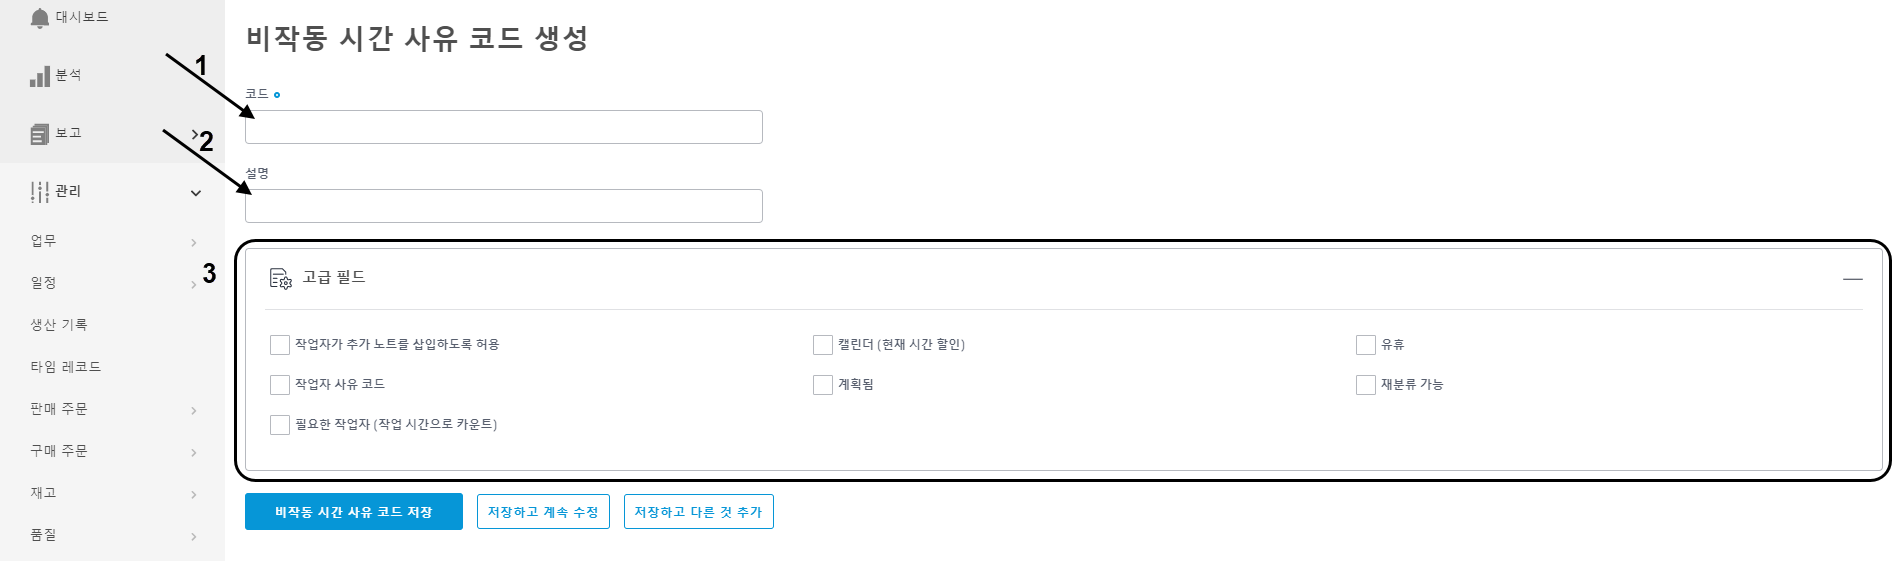 대시보드
분석
보고
관리
업무
일정
생산 기록
타임 레코드
판매 주문
구매 주문
재고
품질
비작동 시간 사유 코드 생성
1
코드
2
설명
3
고급 필드
작업자가 추가 노트를 삽입하도록 허용
캘린더 (현재 시간 할인)
유휴
작업자 사유 코드
계획됨
재분류 가능
필요한 작업자 (작업 시간으로 카운트)
비작동 시간 사유 코드 저장
저장하고 계속 수정
저장하고 다른 것 추가